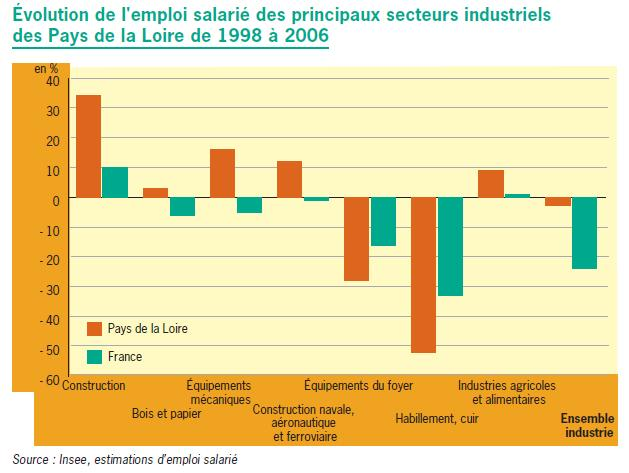 Évolution de l'emploi salarié des principaux secteurs industriels
des Pays de la Loire de 1998 à 2006
en %
40
30
20
10
0
- 10
- 20
- 30
- 40
- 50
- 60
Pays de la Loire
France
Construction
Bois et papier
Équipements
mécaniques
Construction navale,
aéronautique
et ferroviaire
Équipements du foyer
Habillement, cuir
Industries agricoles
et alimentaires
Ensemble
industrie
Source : Insee, estimations d'emploi salarié